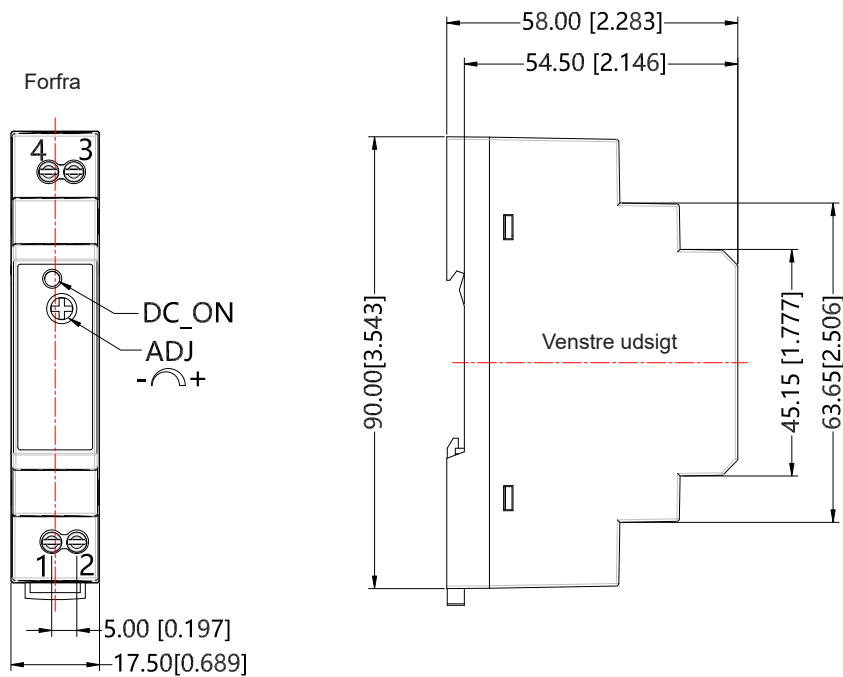 58.00 [2.283]
54.50 [2.146]
Forfra
4 3
DC_ON
ADJ
- +
1 2
5.00 [0.197]
17.50[0.689]
90.00[3.543]
Venstre udsigt
45.15 [1.777]
63.65[2.506]